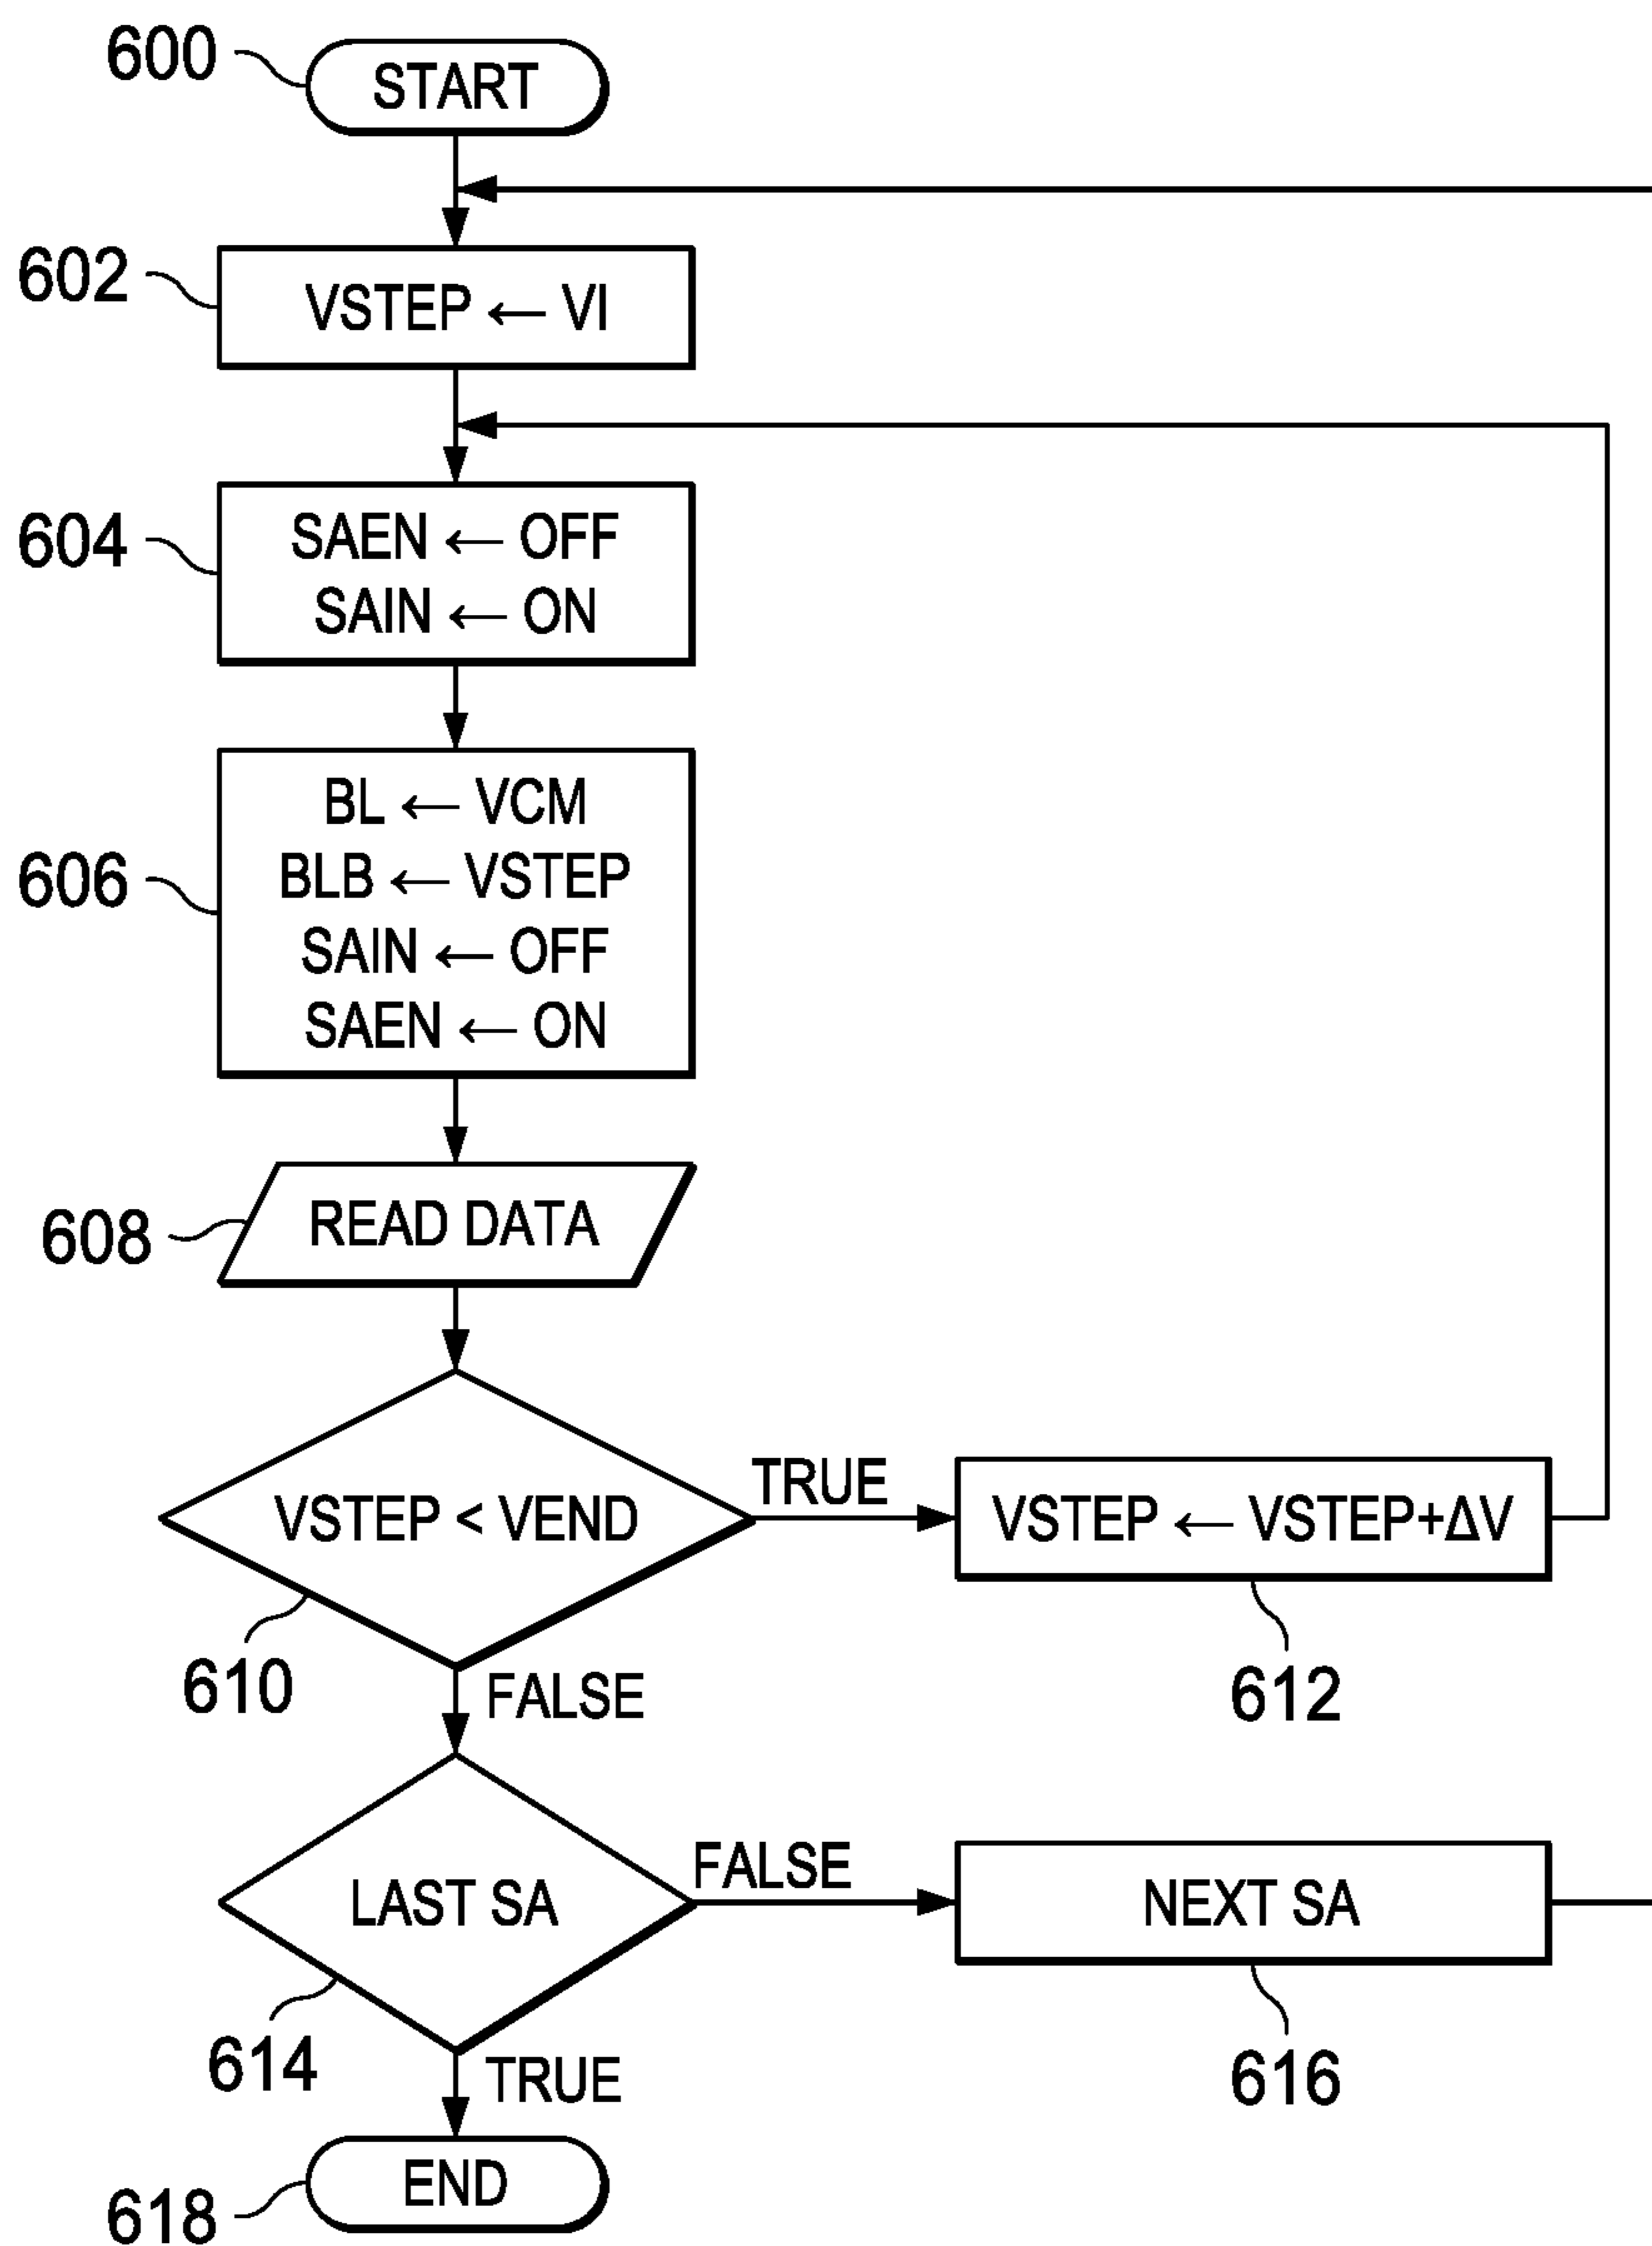 600
START
602
VSTEP ← VI
604
SAEN ← OFF
SAIN ← ON
606
BL ← VCM
BLB ← VSTEP
SAIN ← OFF
SAEN ← ON
608
READ DATA
VSTEP < VEND
TRUE
VSTEP ← VSTEP+ΔV
610
FALSE
612
LAST SA
FALSE
NEXT SA
614
TRUE
616
END
618